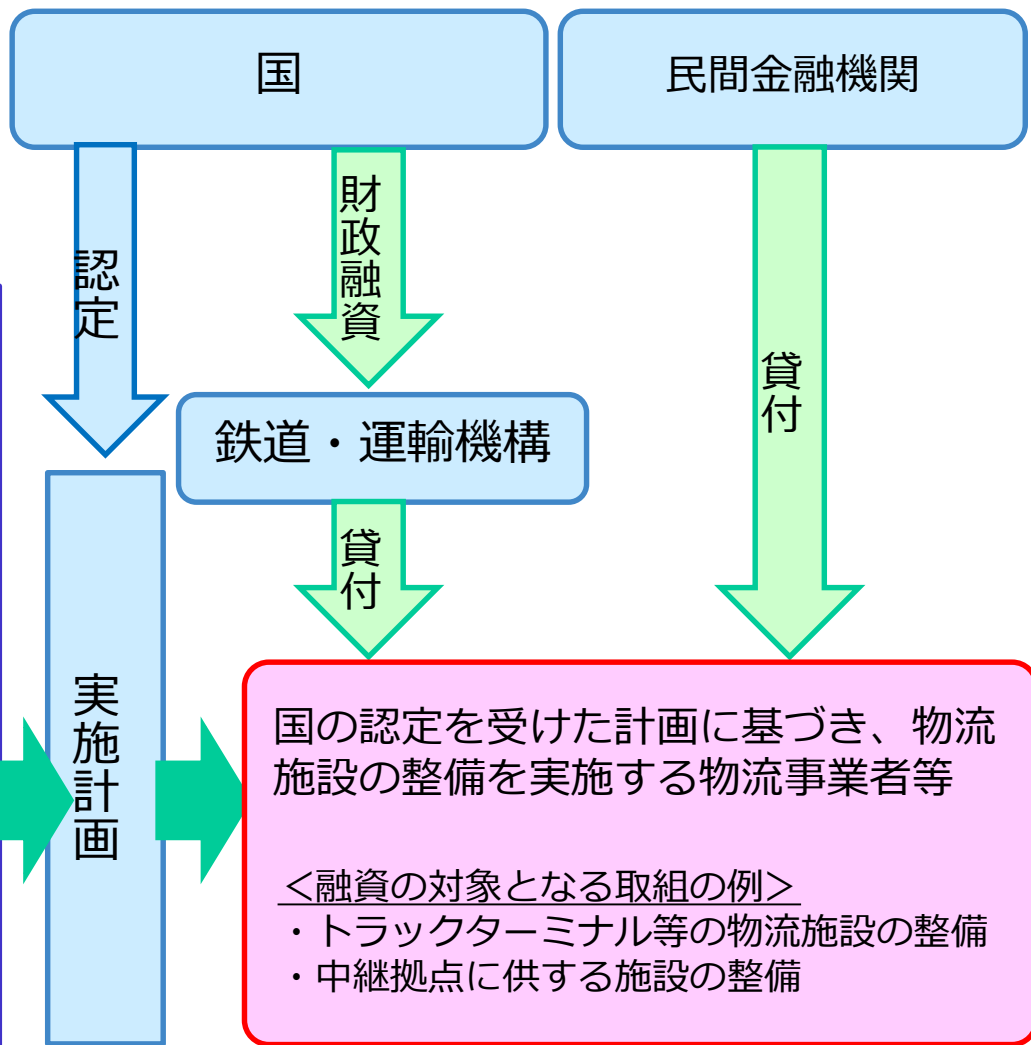 国
民間金融機関
認定
財政融資
貸付
鉄道・運輸機構
貸付
実施計画
国の認定を受けた計画に基づき、物流
施設の整備を実施する物流事業者等
＜融資の対象となる取組の例＞
・トラックターミナル等の物流施設の整備
・中継拠点に供する施設の整備